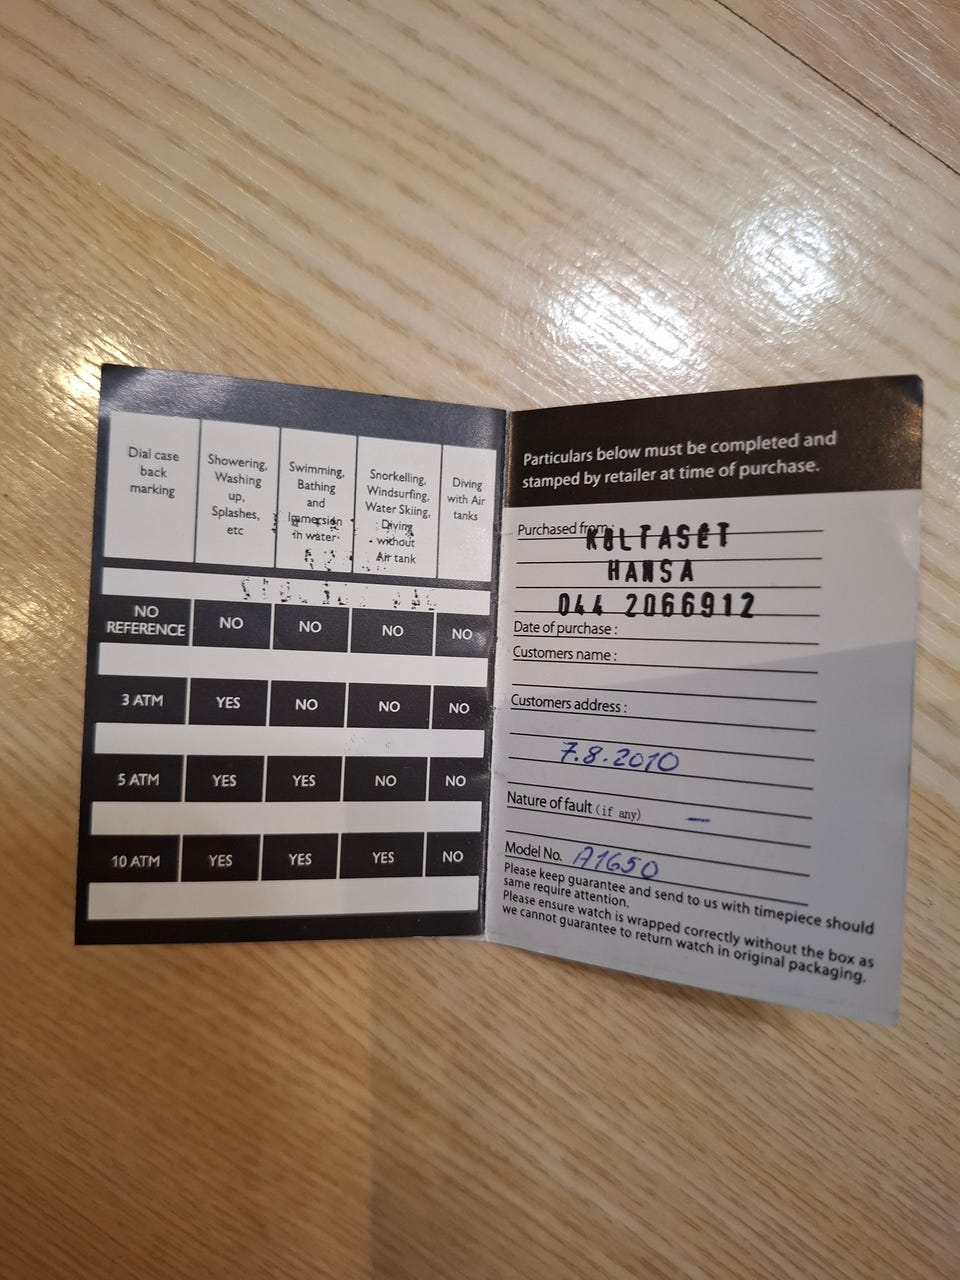 Dial case
back
marking
Showering,
Washing
up,
Splashes,
etc
Swimming,
Bathing
and
Immersion
in water
Snorkelling,
Windsurfing,
Water Skiing,
Diving
without
Air tank
Diving
with Air
tanks
NO
REFERENCE
NO NO NO NO
3 ATM YES NO NO NO
5 ATM YES YES NO NO
10 ATM YES YES YES NO
Particulars below must be completed and
stamped by retailer at time of purchase.
Purchased from:
KULTASET
HANSA
044 2066912
Date of purchase :
Customers name :
Customers address :
7.8.2010
Nature of fault (if any) —
Model No. A1650
Please keep guarantee and send to us with timepiece should
same require attention.
Please ensure watch is wrapped correctly without the box as
we cannot guarantee to return watch in original packaging.